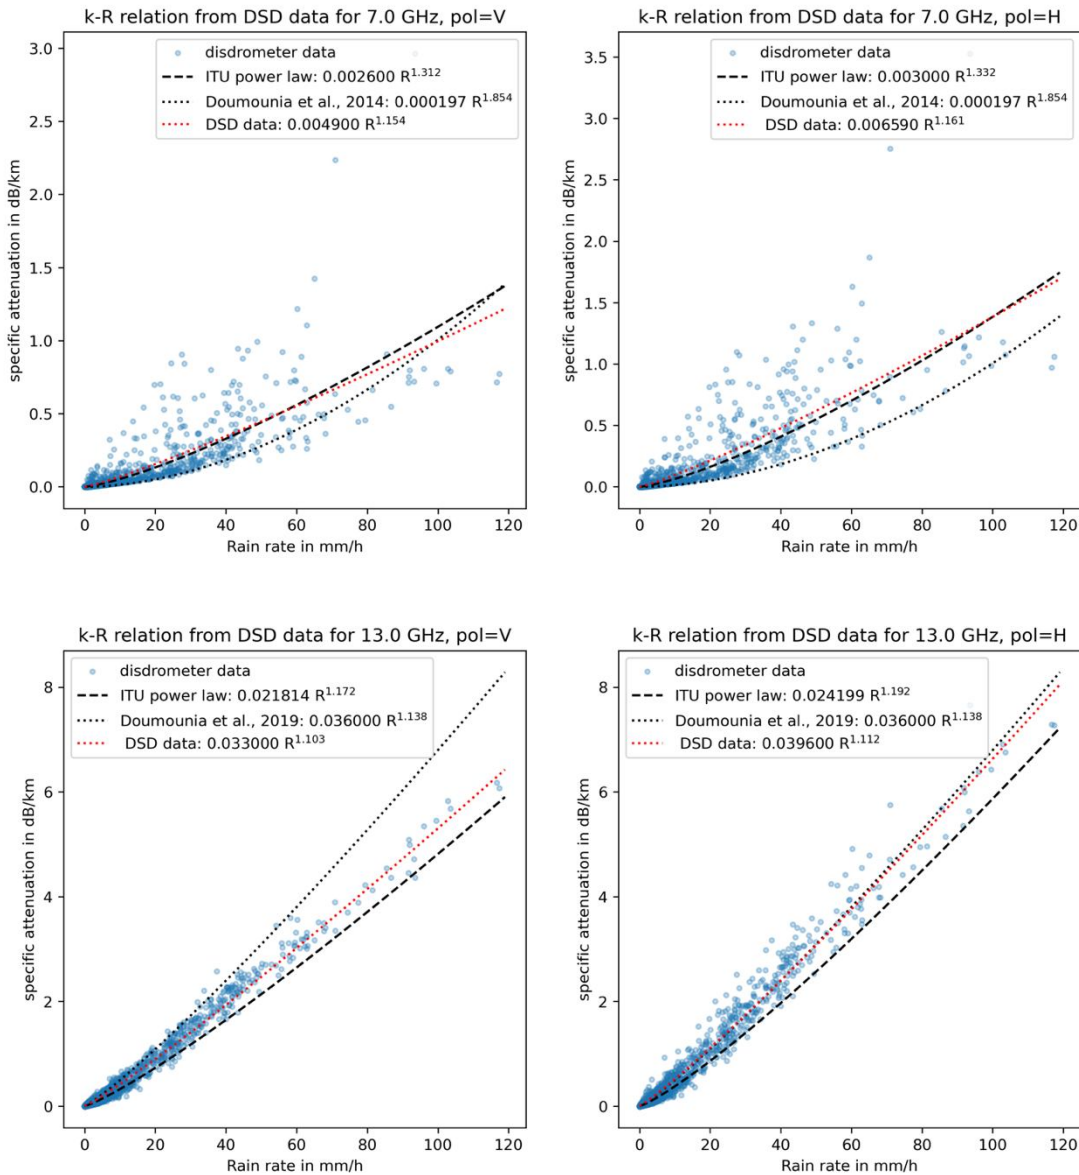 k-R relation from DSD data for 7.0 GHz, pol=V
3.0
2.5
2.0
1.5
1.0
0.5
0.0
specific attenuation in dB/km
disdrometer data
ITU power law: 0.002600 R^1.312
Doumounia et al., 2014: 0.000197 R^1.854
DSD data: 0.004900 R^1.154
0 20 40 60 80 100 120
Rain rate in mm/h
k-R relation from DSD data for 7.0 GHz, pol=H
3.5
3.0
2.5
2.0
1.5
1.0
0.5
0.0
specific attenuation in dB/km
disdrometer data
ITU power law: 0.003000 R^1.332
Doumounia et al., 2014: 0.000197 R^1.854
DSD data: 0.006590 R^1.161
0 20 40 60 80 100 120
Rain rate in mm/h
k-R relation from DSD data for 13.0 GHz, pol=V
8
6
4
2
0
specific attenuation in dB/km
disdrometer data
ITU power law: 0.021814 R^1.172
Doumounia et al., 2019: 0.036000 R^1.138
DSD data: 0.033000 R^1.103
0 20 40 60 80 100 120
Rain rate in mm/h
k-R relation from DSD data for 13.0 GHz, pol=H
8
6
4
2
0
specific attenuation in dB/km
disdrometer data
ITU power law: 0.024199 R^1.192
Doumounia et al., 2019: 0.036000 R^1.138
DSD data: 0.039600 R^1.112
0 20 40 60 80 100 120
Rain rate in mm/h